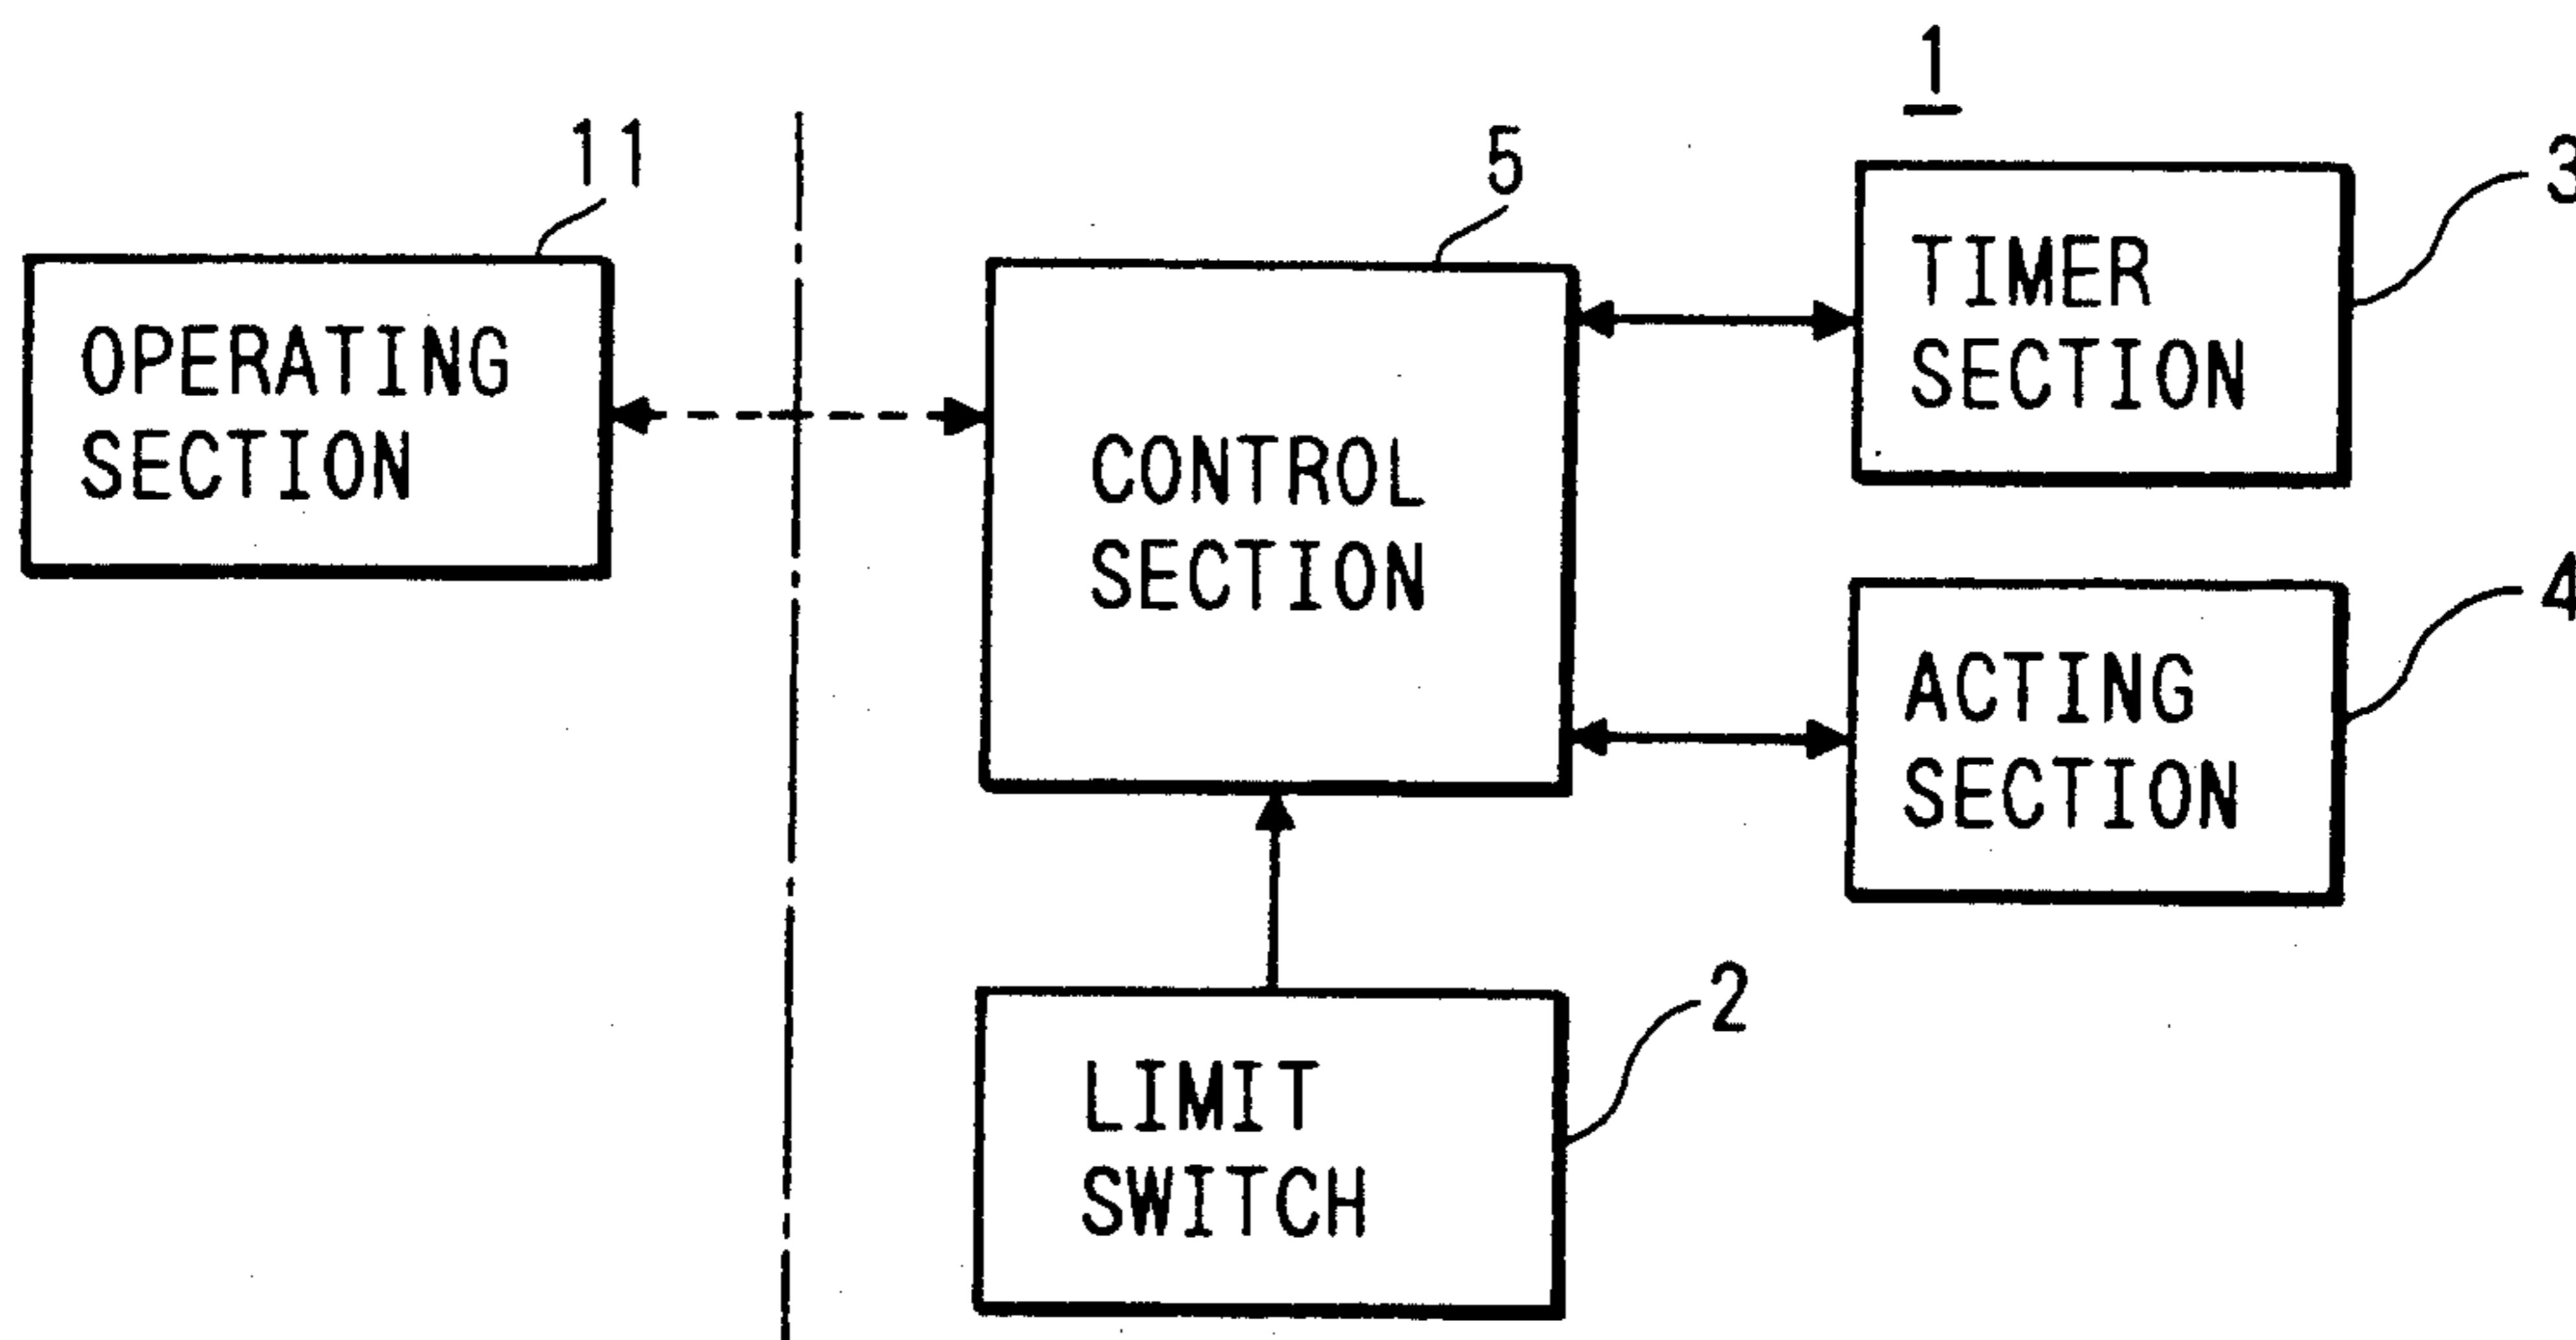 1
11
5
3
OPERATING
SECTION
CONTROL
SECTION
TIMER
SECTION
4
ACTING
SECTION
2
LIMIT
SWITCH